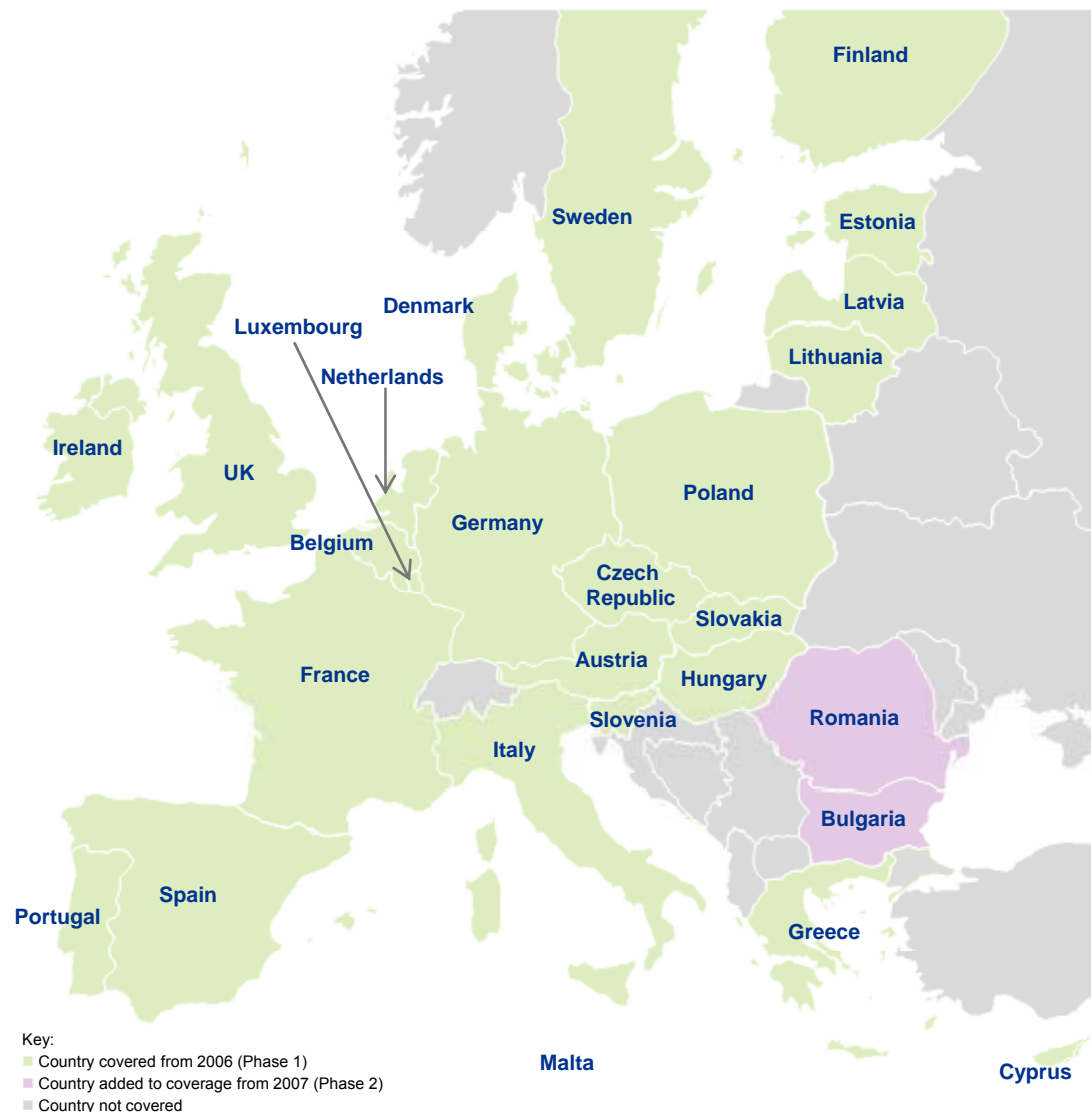 Finland
Sweden
Estonia
Denmark
Latvia
Luxembourg
Lithuania
Netherlands
Ireland
UK
Poland
Germany
Belgium
Czech
Republic
Slovakia
Austria
France
Hungary
Romania
Slovenia
Italy
Bulgaria
Spain
Portugal
Greece
Key:
Country covered from 2006 (Phase 1)
Malta
Cyprus
Country added to coverage from 2007 (Phase 2)
Country not covered